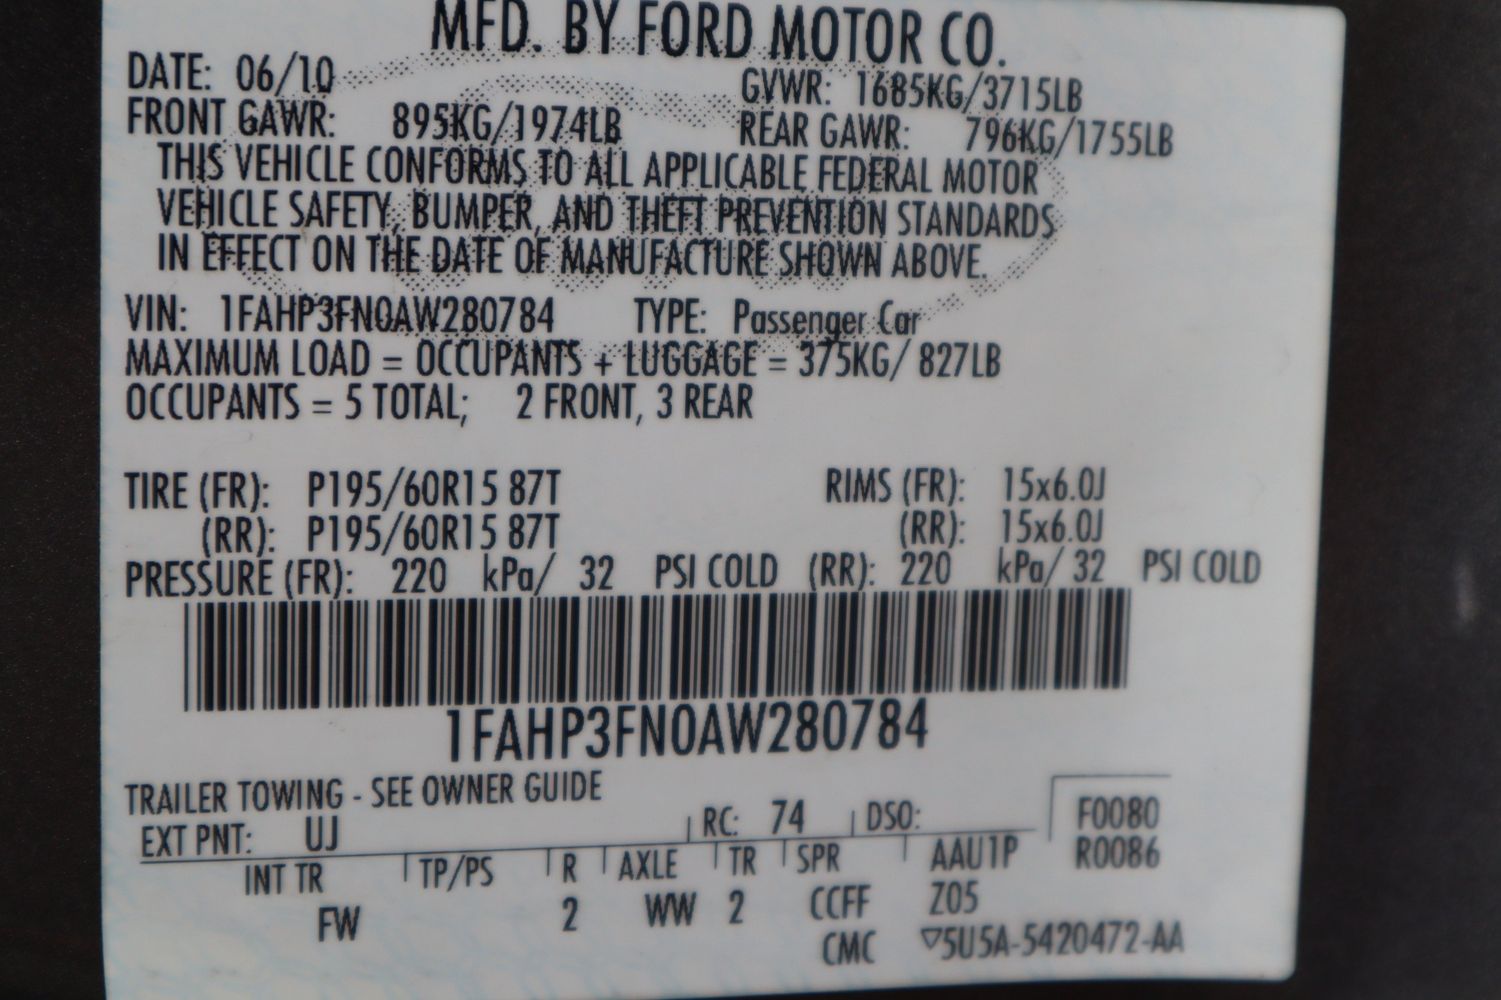 MFD. BY FORD MOTOR CO.
DATE: 06/10 GVWR: 1685KG/3715LB
FRONT GAWR: 895KG/1974LB REAR GAWR: 796KG/1755LB
THIS VEHICLE CONFORMS TO ALL APPLICABLE FEDERAL MOTOR
VEHICLE SAFETY, BUMPER, AND THEFT PREVENTION STANDARDS
IN EFFECT ON THE DATE OF MANUFACTURE SHOWN ABOVE.
VIN: 1FAHP3FN0AW280784 TYPE: Passenger Car
MAXIMUM LOAD = OCCUPANTS + LUGGAGE = 375KG/ 827LB
OCCUPANTS = 5 TOTAL; 2 FRONT, 3 REAR
TIRE (FR): P195/60R15 87T RIMS (FR): 15x6.0J
(RR): P195/60R15 87T (RR): 15x6.0J
PRESSURE (FR): 220 kPa/ 32 PSI COLD (RR): 220 kPa/ 32 PSI COLD
1FAHP3FN0AW280784
TRAILER TOWING - SEE OWNER GUIDE
EXT PNT: UJ RC: 74 DSO: F0080
INT TR TP/PS R AXLE TR SPR AAU1P R0086
FW 2 WW 2 CCFF Z05
CMC ▽5U5A-5420472-AA